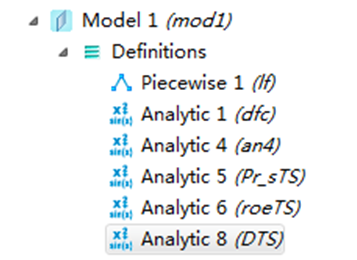 Model 1 (mod1)
Definitions
Piecewise 1 (lf)
Analytic 1 (dfc)
Analytic 4 (an4)
Analytic 5 (Pr_sTS)
Analytic 6 (roeTS)
Analytic 8 (DTS)